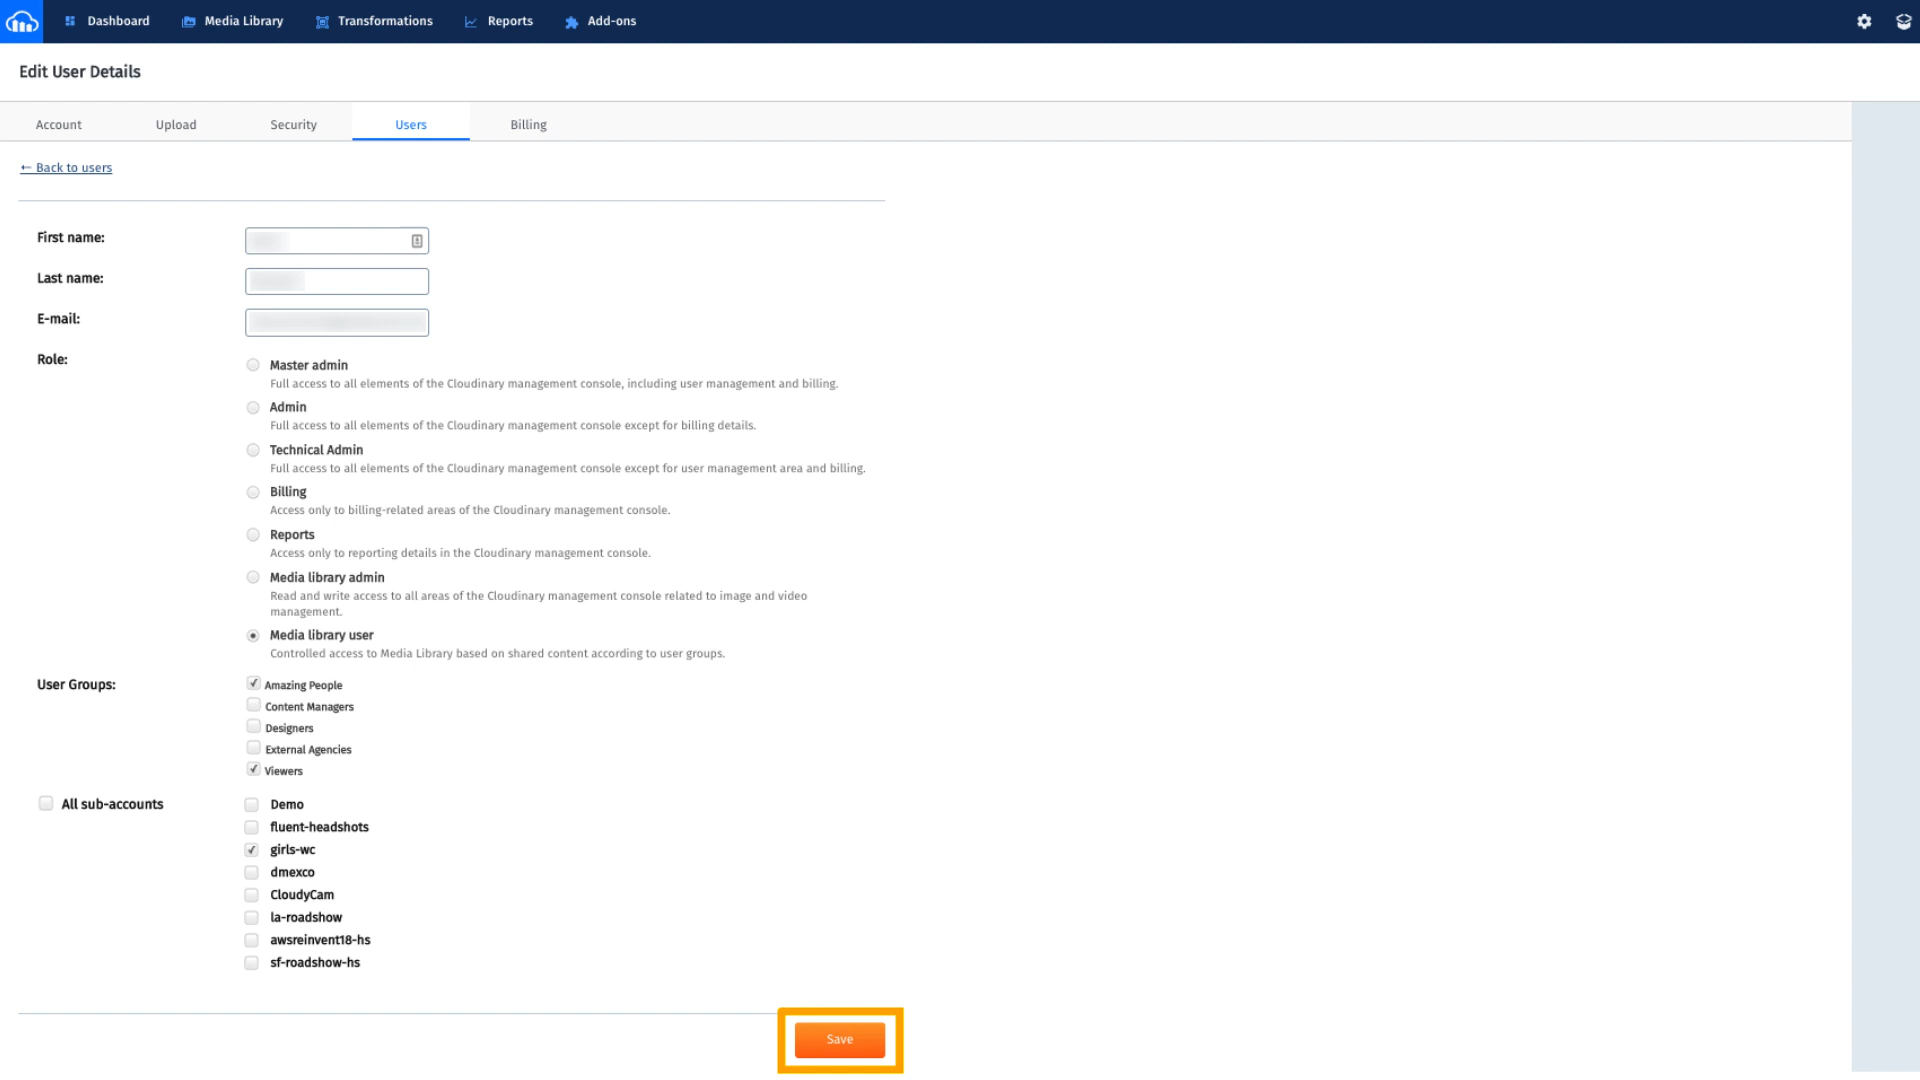 Dashboard Media Library Transformations Reports Add-ons
Edit User Details
Account Upload Security Users Billing
← Back to users
First name:
Last name:
E-mail:
Role:
Master admin
Full access to all elements of the Cloudinary management console, including user management and billing.
Admin
Full access to all elements of the Cloudinary management console except for billing details.
Technical Admin
Full access to all elements of the Cloudinary management console except for user management area and billing.
Billing
Access only to billing-related areas of the Cloudinary management console.
Reports
Access only to reporting details in the Cloudinary management console.
Media library admin
Read and write access to all areas of the Cloudinary management console related to image and video
management.
Media library user
Controlled access to Media Library based on shared content according to user groups.
User Groups:
Amazing People
Content Managers
Designers
External Agencies
Viewers
All sub-accounts
Demo
fluent-headshots
girls-wc
dmexco
CloudyCam
la-roadshow
awsreinvent18-hs
sf-roadshow-hs
Save